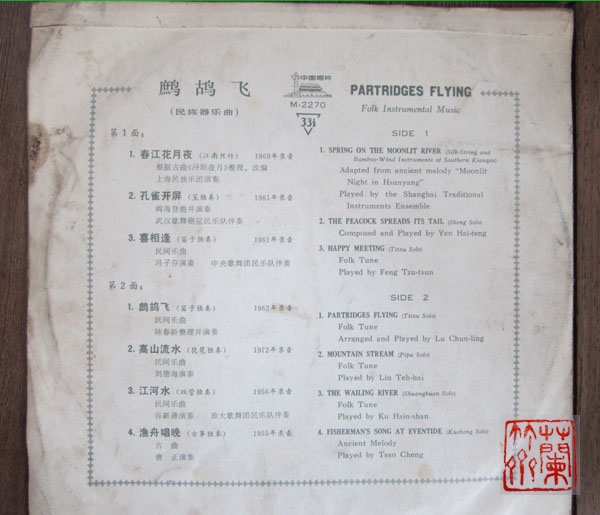 鹧鸪飞
(民族器乐曲)
中国唱片
M-2270
33⅓
PARTRIDGES FLYING
Folk Instrumental Music
第1面:
1. 春江花月夜 (江南丝竹) 1960年录音
根据古曲《浔阳夜月》整理、改编
上海民族乐团演奏
2. 孔雀开屏 (笙独奏) 1961年录音
阎海登曲并演奏
武汉歌舞剧院民乐队伴奏
3. 喜相逢 (笛子独奏) 1961年录音
民间乐曲
冯子存演奏 中央歌舞团民乐队伴奏
第2面:
1. 鹧鸪飞 (笛子独奏) 1962年录音
民间乐曲
陆春龄整理并演奏
2. 高山流水 (琵琶独奏) 1972年录音
民间乐曲
刘德海演奏
3. 江河水 (双管独奏) 1956年录音
民间乐曲
谷新善演奏 旅大歌舞团民乐队伴奏
4. 渔舟唱晚 (古筝独奏) 1955年录音
古曲
曹正演奏
SIDE 1
1. SPRING ON THE MOONLIT RIVER (Silk-String and
Bamboo-Wind Instruments of Southern Kiangsu)
Adapted from ancient melody "Moonlit
Night in Hsunyang"
Played by the Shanghai Traditional
Instruments Ensemble
2. THE PEACOCK SPREADS ITS TAIL (Sheng Solo)
Composed and Played by Yen Hai-teng
3. HAPPY MEETING (Titzu Solo)
Folk Tune
Played by Feng Tzu-tsun
SIDE 2
1. PARTRIDGES FLYING (Titzu Solo)
Folk Tune
Arranged and Played by Lu Chun-ling
2. MOUNTAIN STREAM (Pipa Solo)
Folk Tune
Played by Liu Teh-hai
3. THE WAILING RIVER (Shuangkuan Solo)
Folk Tune
Played by Ku Hsin-shan
4. FISHERMAN'S SONG AT EVENTIDE (Kucheng Solo)
Ancient Melody
Played by Tsao Cheng